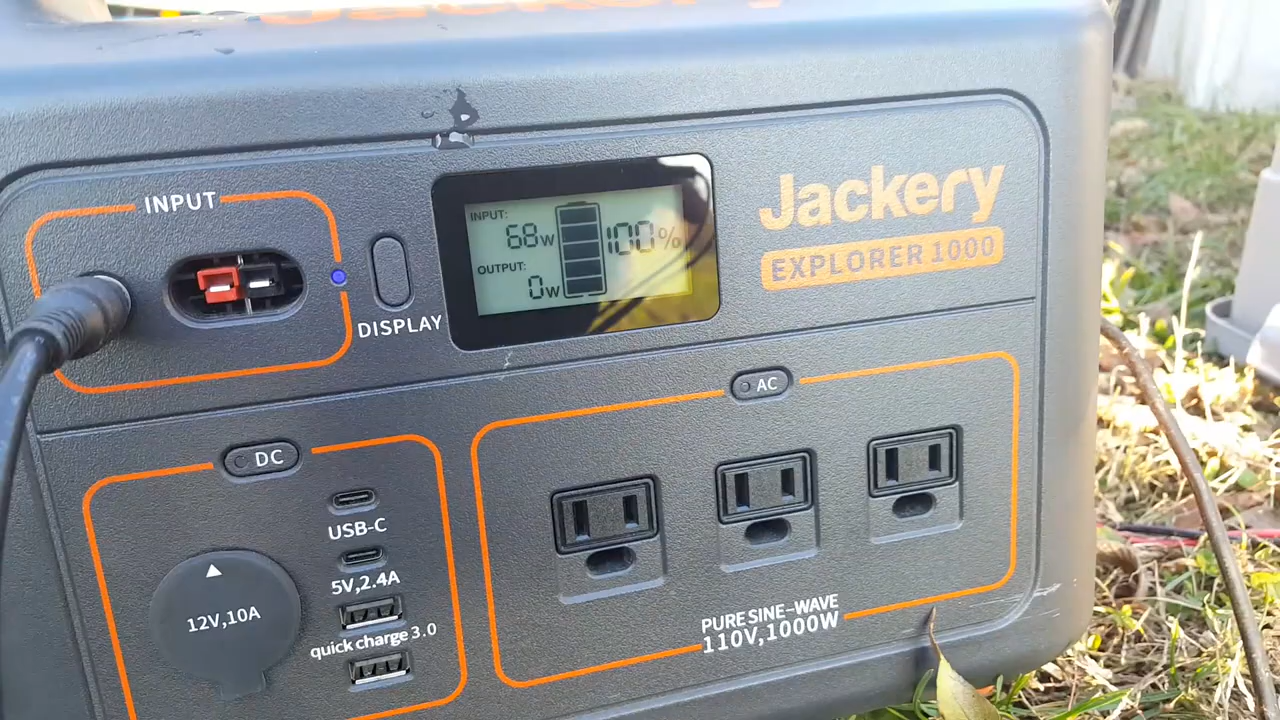 Jackery
INPUT
INPUT:
68W
100%
OUTPUT:
0W
DISPLAY
Jackery
EXPLORER 1000
AC
DC
USB-C
5V,2.4A
12V,10A
quick charge 3.0
PURE SINE-WAVE
110V,1000W